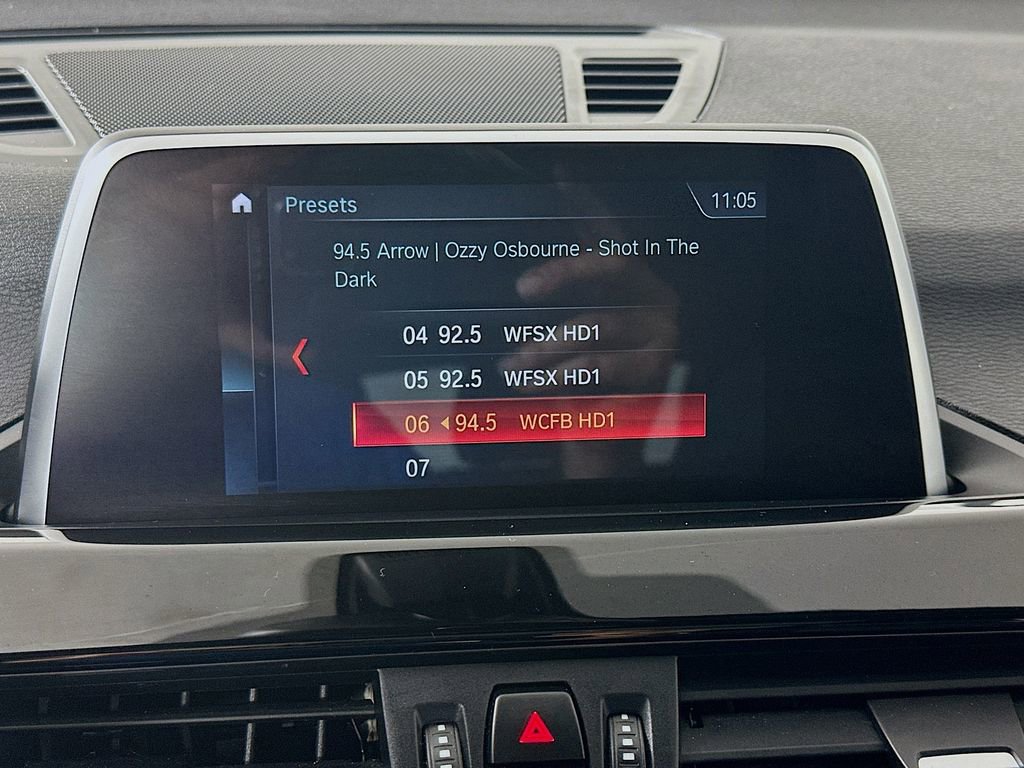 Presets
11:05
94.5 Arrow | Ozzy Osbourne - Shot In The
Dark
04 92.5 WFSX HD1
05 92.5 WFSX HD1
06 ◄94.5 WCFB HD1
07